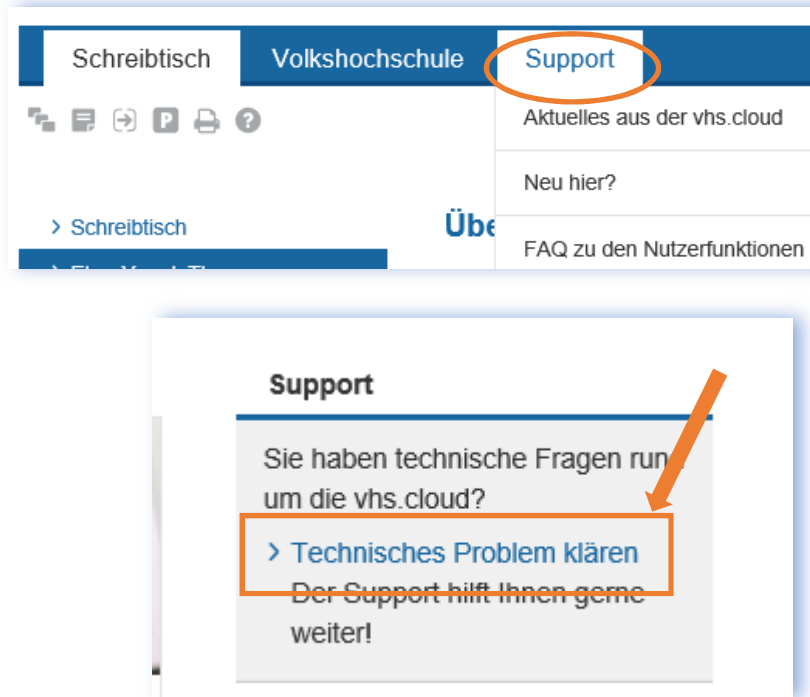 Schreibtisch Volkshochschule Support
P ?
Aktuelles aus der vhs.cloud
Neu hier?
> Schreibtisch
Übe
FAQ zu den Nutzerfunktionen
Support
Sie haben technische Fragen rund
um die vhs.cloud?
> Technisches Problem klären
Der Support hilft Ihnen gerne
weiter!